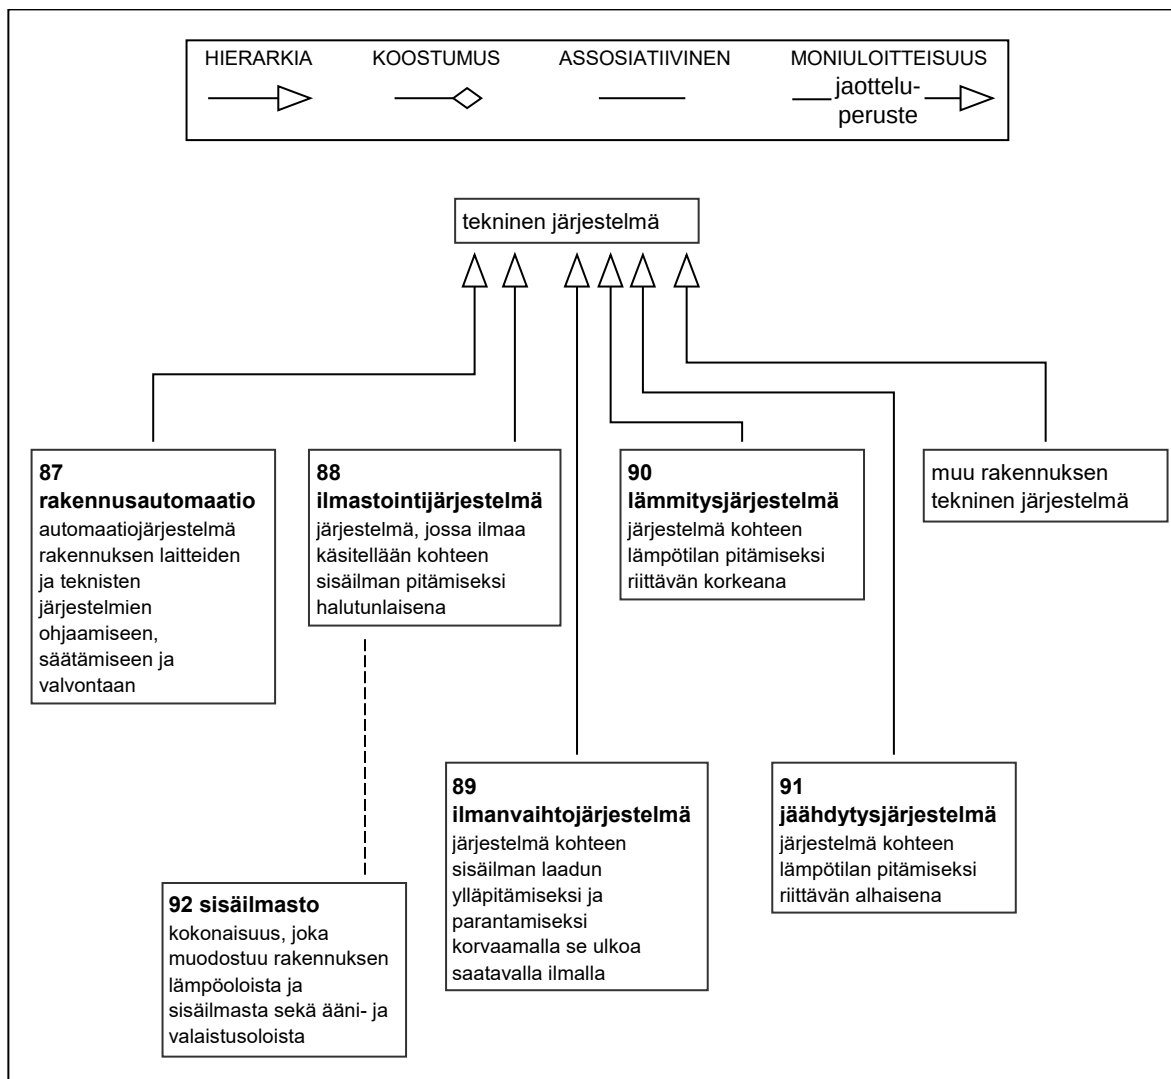 HIERARKIA
KOOSTUMUS
ASSOSIATIIVINEN
MONIULOITTEISUUS
jaottelu-
peruste
tekninen järjestelmä
87
rakennusautomaatio
automaatiojärjestelmä
rakennuksen laitteiden
ja teknisten
järjestelmien
ohjaamiseen,
säätämiseen ja
valvontaan
88
ilmastointijärjestelmä
järjestelmä, jossa ilmaa
käsitellään kohteen
sisäilman pitämiseksi
halutunlaisena
90
lämmitysjärjestelmä
järjestelmä kohteen
lämpötilan pitämiseksi
riittävän korkeana
muu rakennuksen
tekninen järjestelmä
89
ilmanvaihtojärjestelmä
järjestelmä kohteen
sisäilman laadun
ylläpitämiseksi ja
parantamiseksi
korvaamalla se ulkoa
saatavalla ilmalla
91
jäähdytysjärjestelmä
järjestelmä kohteen
lämpötilan pitämiseksi
riittävän alhaisena
92 sisäilmasto
kokonaisuus, joka
muodostuu rakennuksen
lämpöoloista ja
sisäilmasta sekä ääni- ja
valaistusoloista